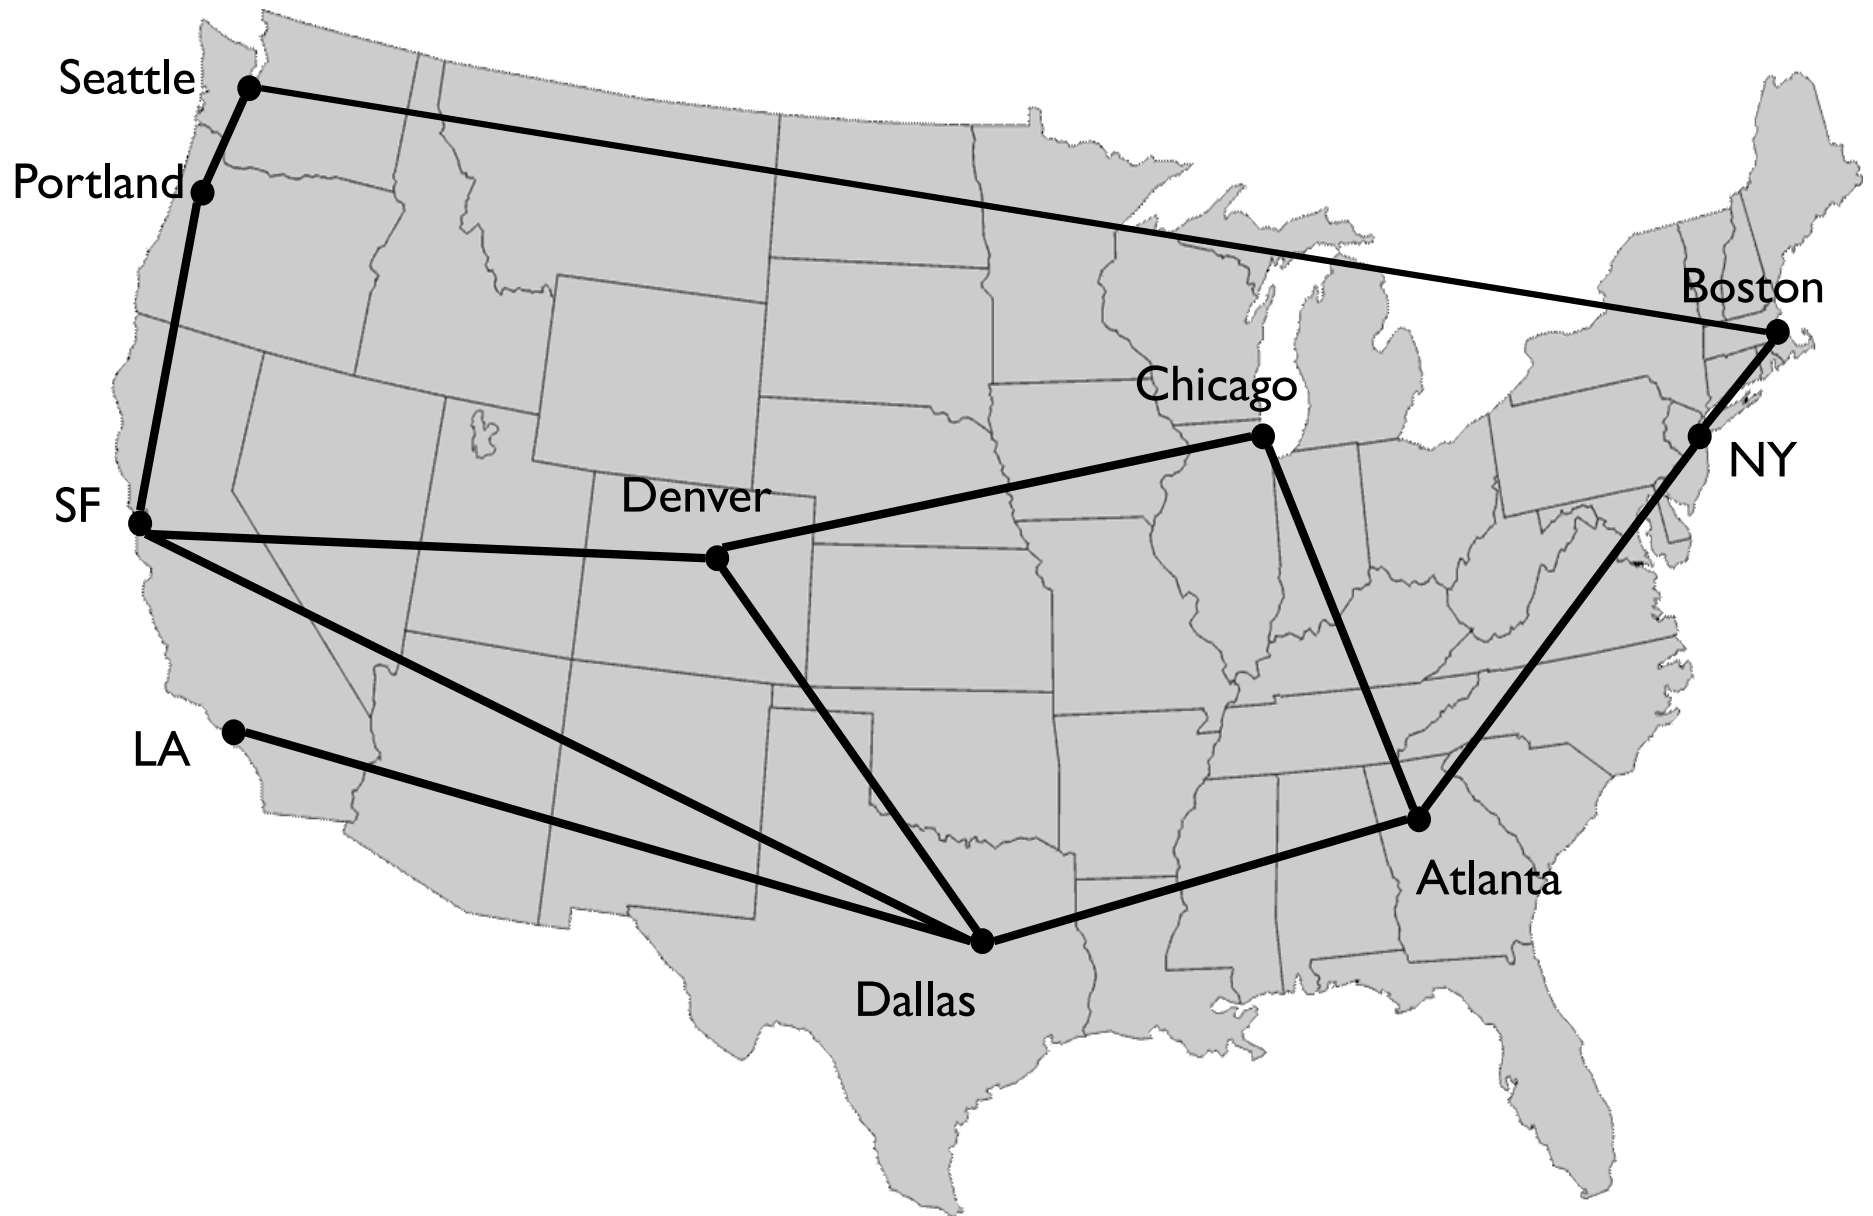 Seattle
Portland
Boston
Chicago
NY
Denver
SF
LA
Atlanta
Dallas